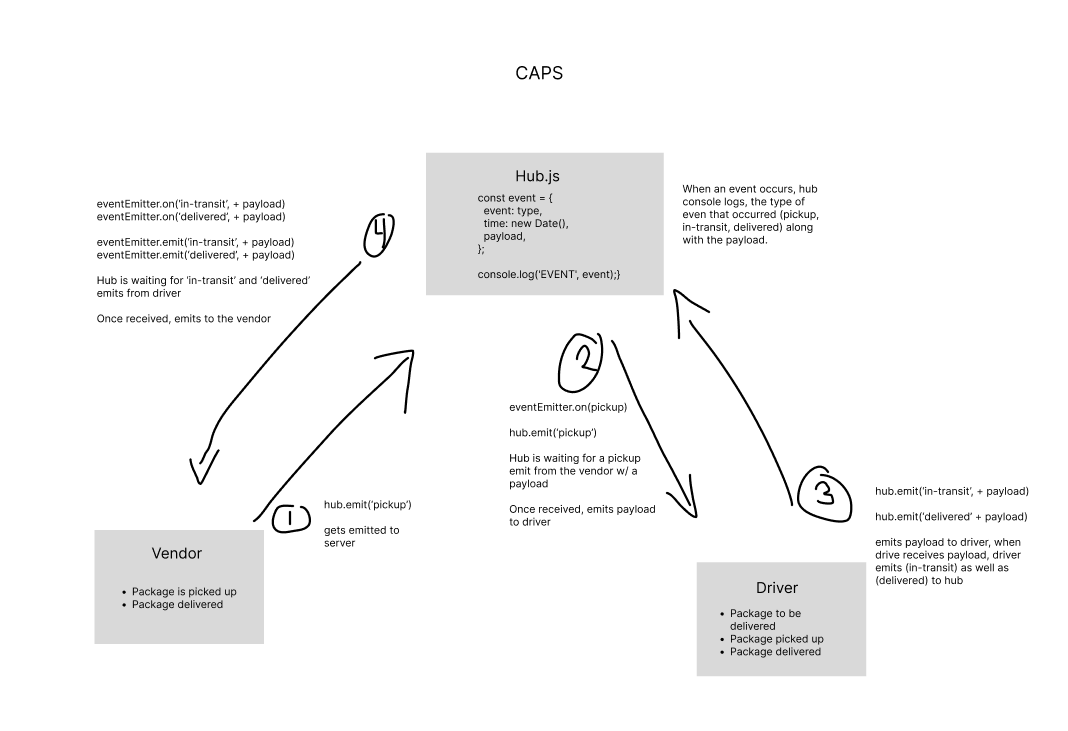 CAPS
Hub.js
const event = {
event: type,
time: new Date(),
payload,
};
console.log('EVENT', event);}
When an event occurs, hub
console logs, the type of
even that occurred (pickup,
in-transit, delivered) along
with the payload.
4
eventEmitter.on(‘in-transit’, + payload)
eventEmitter.on(‘delivered’, + payload)
eventEmitter.emit(‘in-transit’, + payload)
eventEmitter.emit(‘delivered’, + payload)
Hub is waiting for ‘in-transit’ and ‘delivered’
emits from driver
Once received, emits to the vendor
2
eventEmitter.on(pickup)
hub.emit(‘pickup’)
Hub is waiting for a pickup
emit from the vendor w/ a
payload
Once received, emits payload
to driver
1
hub.emit(‘pickup’)
gets emitted to
server
3
hub.emit(‘in-transit’, + payload)
hub.emit(‘delivered’ + payload)
emits payload to driver, when
drive receives payload, driver
emits (in-transit) as well as
(delivered) to hub
Vendor
• Package is picked up
• Package delivered
Driver
• Package to be
delivered
• Package picked up
• Package delivered